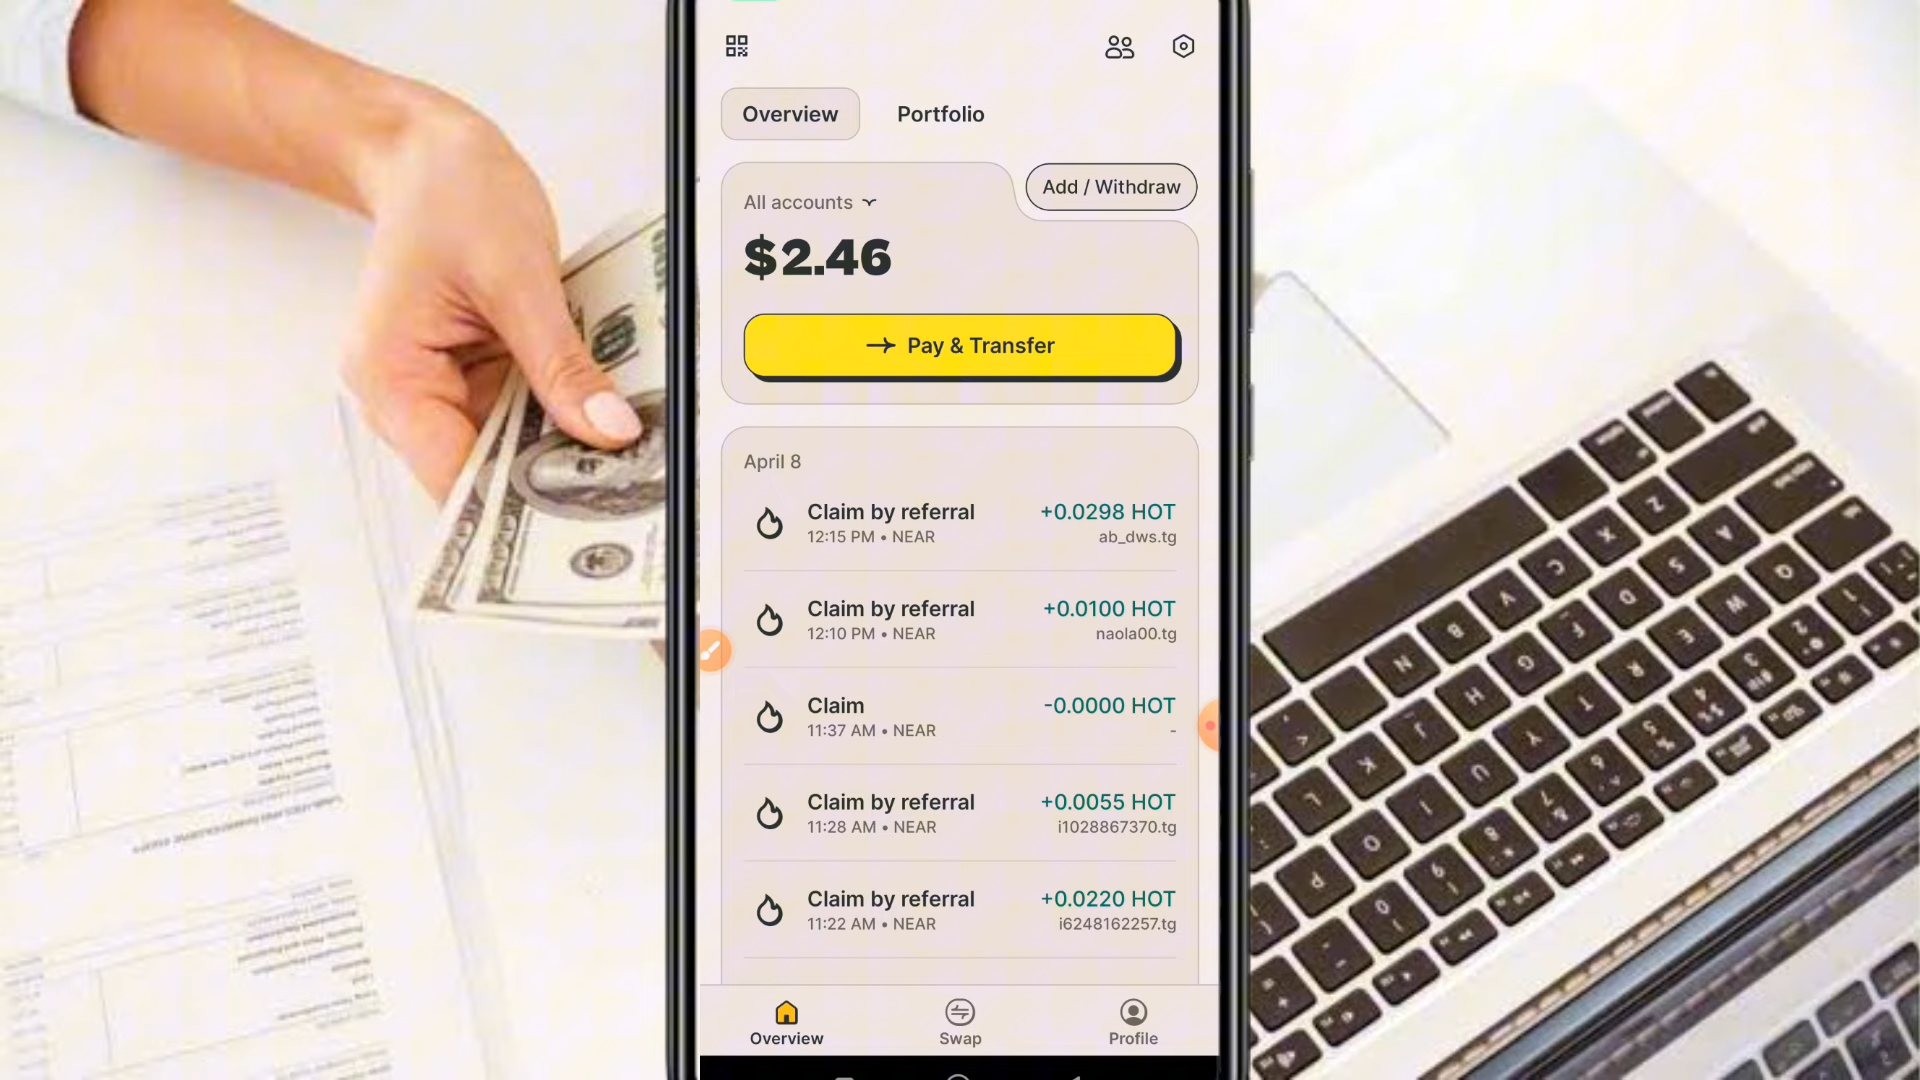 Overview
Portfolio
All accounts
Add / Withdraw
$2.46
Pay & Transfer
April 8
Claim by referral
+0.0298 HOT
12:15 PM • NEAR
ab_dws.tg
Claim by referral
+0.0100 HOT
12:10 PM • NEAR
naola00.tg
Claim
-0.0000 HOT
11:37 AM • NEAR
-
Claim by referral
+0.0055 HOT
11:28 AM • NEAR
i1028867370.tg
Claim by referral
+0.0220 HOT
11:22 AM • NEAR
i6248162257.tg
Overview
Swap
Profile